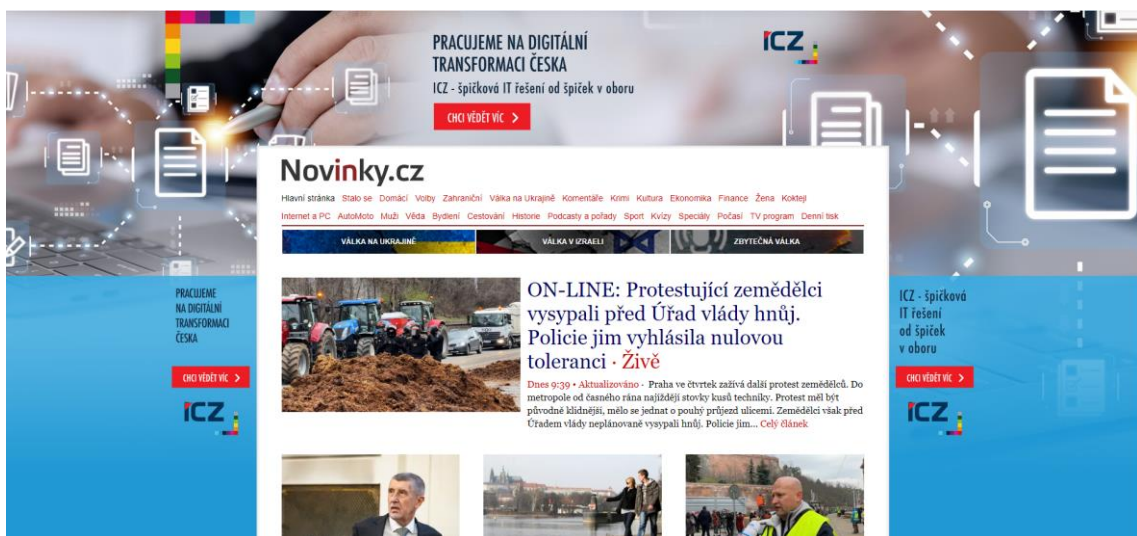 PRACUJEME NA DIGITÁLNÍ
TRANSFORMACI ČESKA
ICZ - špičková IT řešení od špiček v oboru
CHCI VĚDĚT VÍC >
ICZ
Novinky.cz
Hlavní stránka Stalo se Domácí Volby Zahraniční Válka na Ukrajině Komentáře Krimi Kultura Ekonomika Finance Žena Koktejl
Internet a PC AutoMoto Muži Věda Bydlení Cestování Historie Podcasty a pořady Sport Kvízy Speciály Počasí TV program Denní tisk
VÁLKA NA UKRAJINĚ VÁLKA V IZRAELI ZBYTEČNÁ VÁLKA
ON-LINE: Protestující zemědělci
vysypali před Úřad vlády hnůj.
Policie jim vyhlásila nulovou
toleranci · Živě
Dnes 9:39 • Aktualizováno · Praha ve čtvrtek zažívá další protest zemědělců. Do
metropole od časného rána najíždějí stovky kusů techniky. Protest měl být
původně klidnější, mělo se jednat o pouhý průjezd ulicemi. Zemědělci však před
Úřadem vlády neplánovaně vysypali hnůj. Policie jim... Celý článek
PRACUJEME
NA DIGITÁLNÍ
TRANSFORMACI
ČESKA
CHCI VĚDĚT VÍC >
ICZ
ICZ - špičková
IT řešení
od špiček
v oboru
CHCI VĚDĚT VÍC >
ICZ